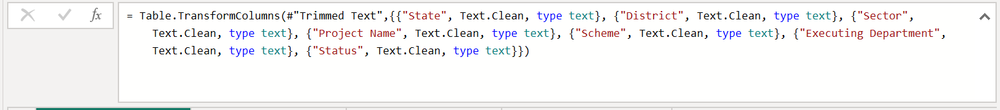 fx = Table.TransformColumns(#"Trimmed Text",{{"State", Text.Clean, type text}, {"District", Text.Clean, type text}, {"Sector",
Text.Clean, type text}, {"Project Name", Text.Clean, type text}, {"Scheme", Text.Clean, type text}, {"Executing Department",
Text.Clean, type text}, {"Status", Text.Clean, type text}})